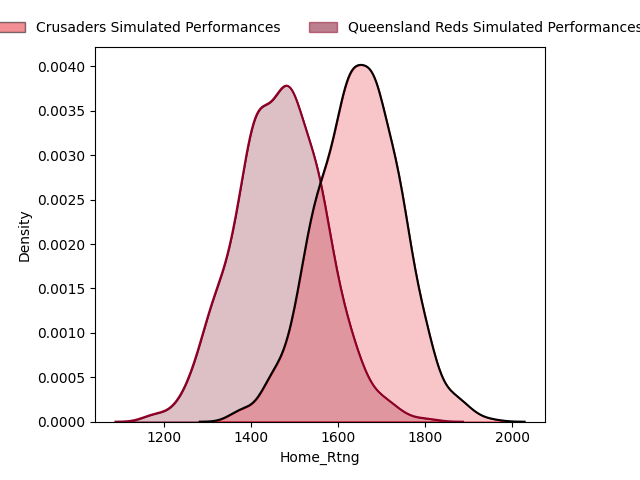 Crusaders Simulated Performances Queensland Reds Simulated Performances
0.0040
0.0035
0.0030
0.0025
0.0020
0.0015
0.0010
0.0005
0.0000
Density
1200 1400 1600 1800 2000
Home_Rtng